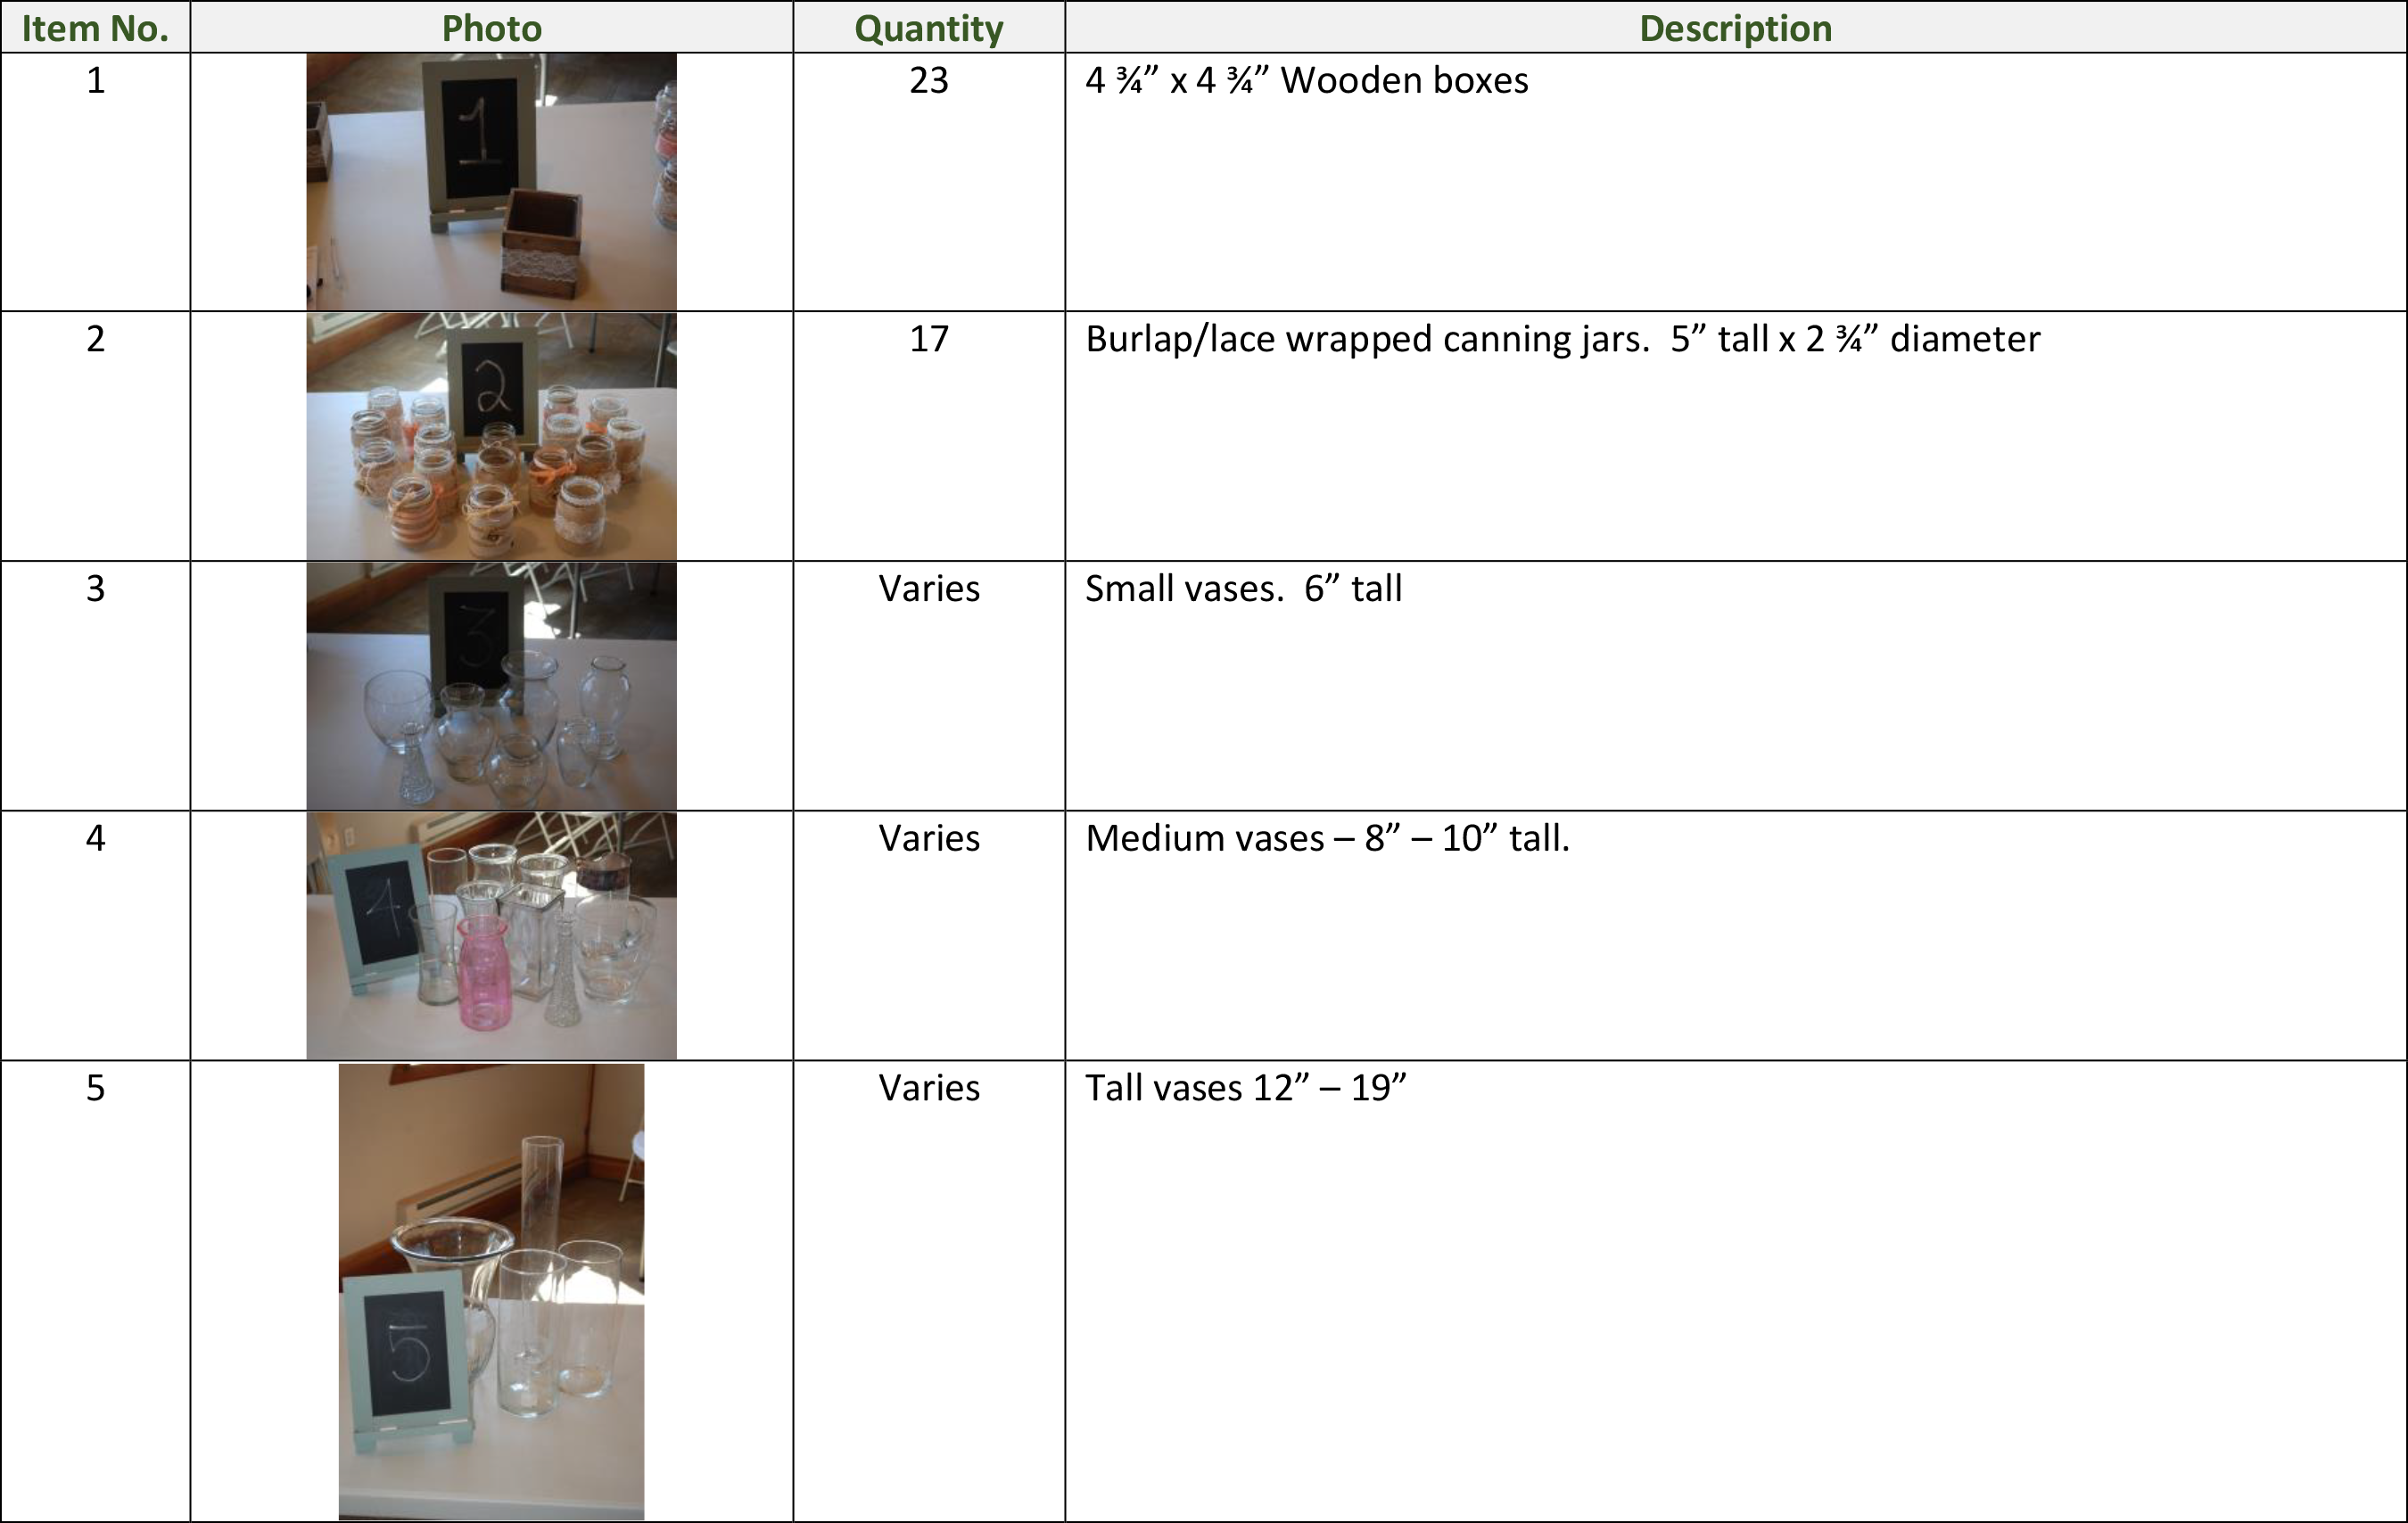 Item No. Photo Quantity Description
1 1 23 4 ¾” x 4 ¾” Wooden boxes
2 2 17 Burlap/lace wrapped canning jars.  5” tall x 2 ¾” diameter
3 3 Varies Small vases.  6” tall
4 4 Varies Medium vases – 8” – 10” tall.
5 5 Varies Tall vases 12” – 19”